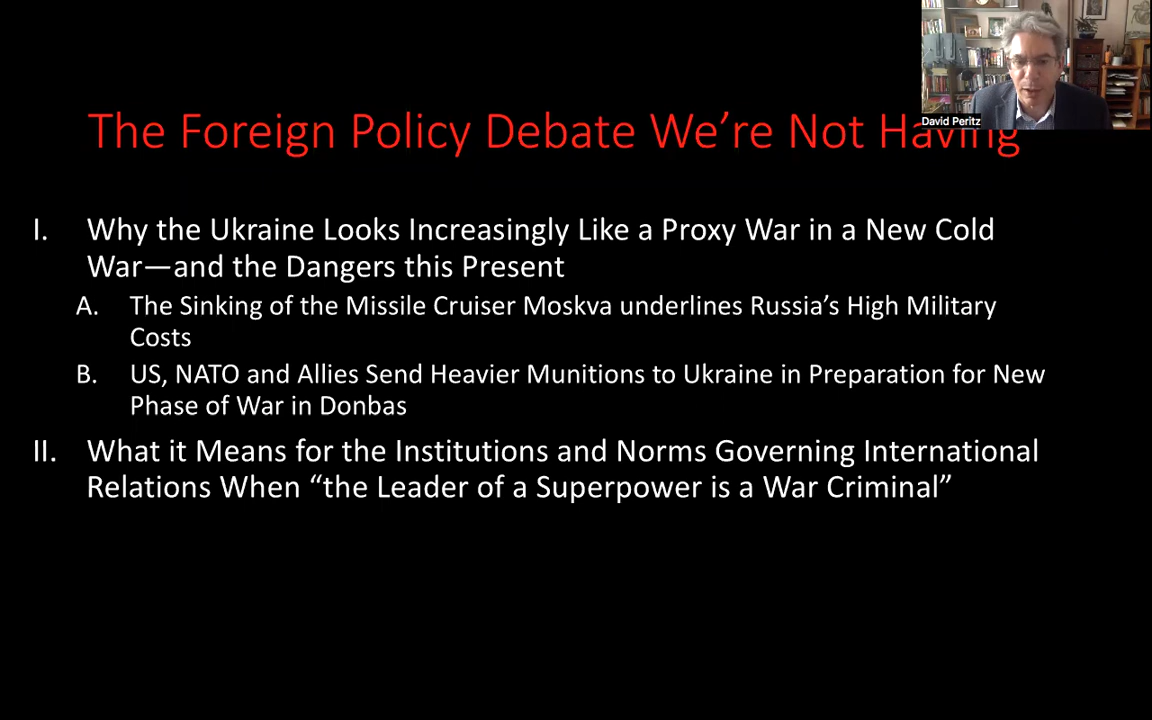 David Peritz
The Foreign Policy Debate We're Not Having
I. Why the Ukraine Looks Increasingly Like a Proxy War in a New Cold
War—and the Dangers this Present
A. The Sinking of the Missile Cruiser Moskva underlines Russia's High Military
Costs
B. US, NATO and Allies Send Heavier Munitions to Ukraine in Preparation for New
Phase of War in Donbas
II. What it Means for the Institutions and Norms Governing International
Relations When “the Leader of a Superpower is a War Criminal”